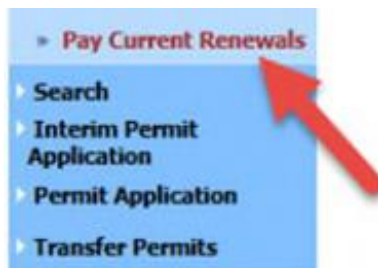 Pay Current Renewals
Search
Interim Permit
Application
Permit Application
Transfer Permits